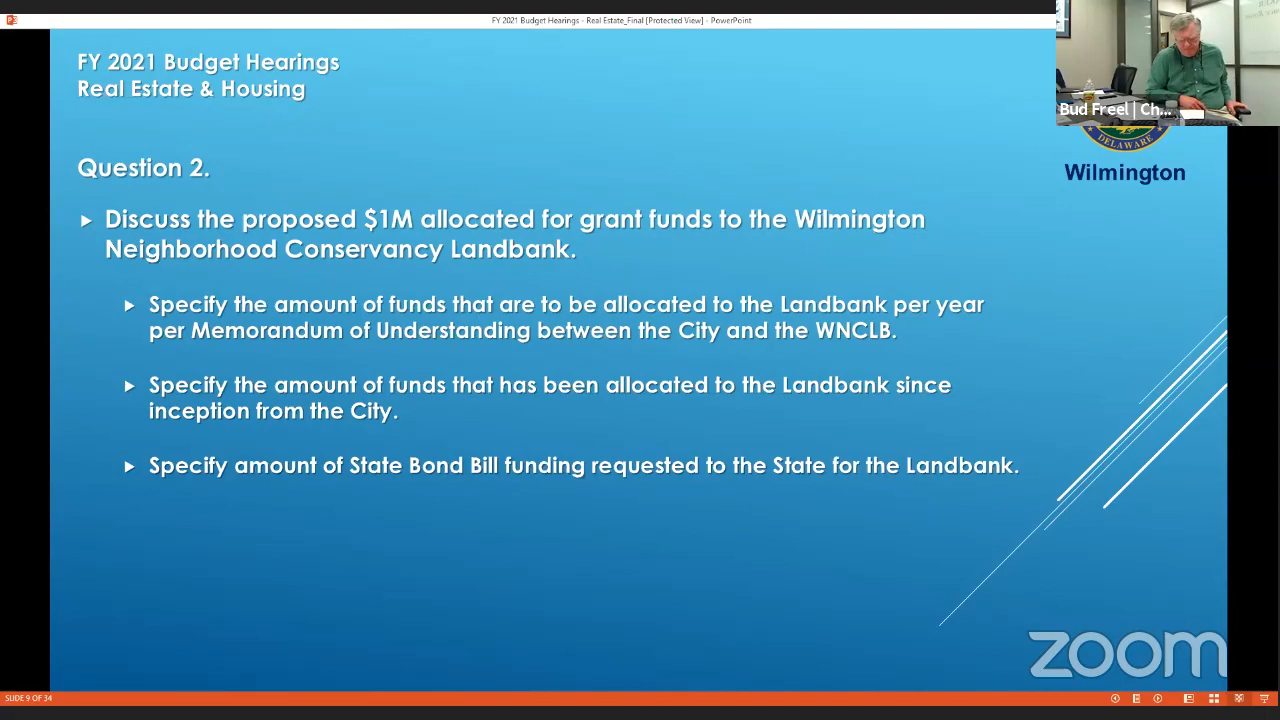 FY 2021 Budget Hearings - Real Estate_Final [Protected View] - PowerPoint
FY 2021 Budget Hearings
Real Estate & Housing
Bud Freel | Ch...
DELAWARE
Wilmington
Question 2.
Discuss the proposed $1M allocated for grant funds to the Wilmington
Neighborhood Conservancy Landbank.
Specify the amount of funds that are to be allocated to the Landbank per year
per Memorandum of Understanding between the City and the WNCLB.
Specify the amount of funds that has been allocated to the Landbank since
inception from the City.
Specify amount of State Bond Bill funding requested to the State for the Landbank.
zoom
SLIDE 9 OF 34